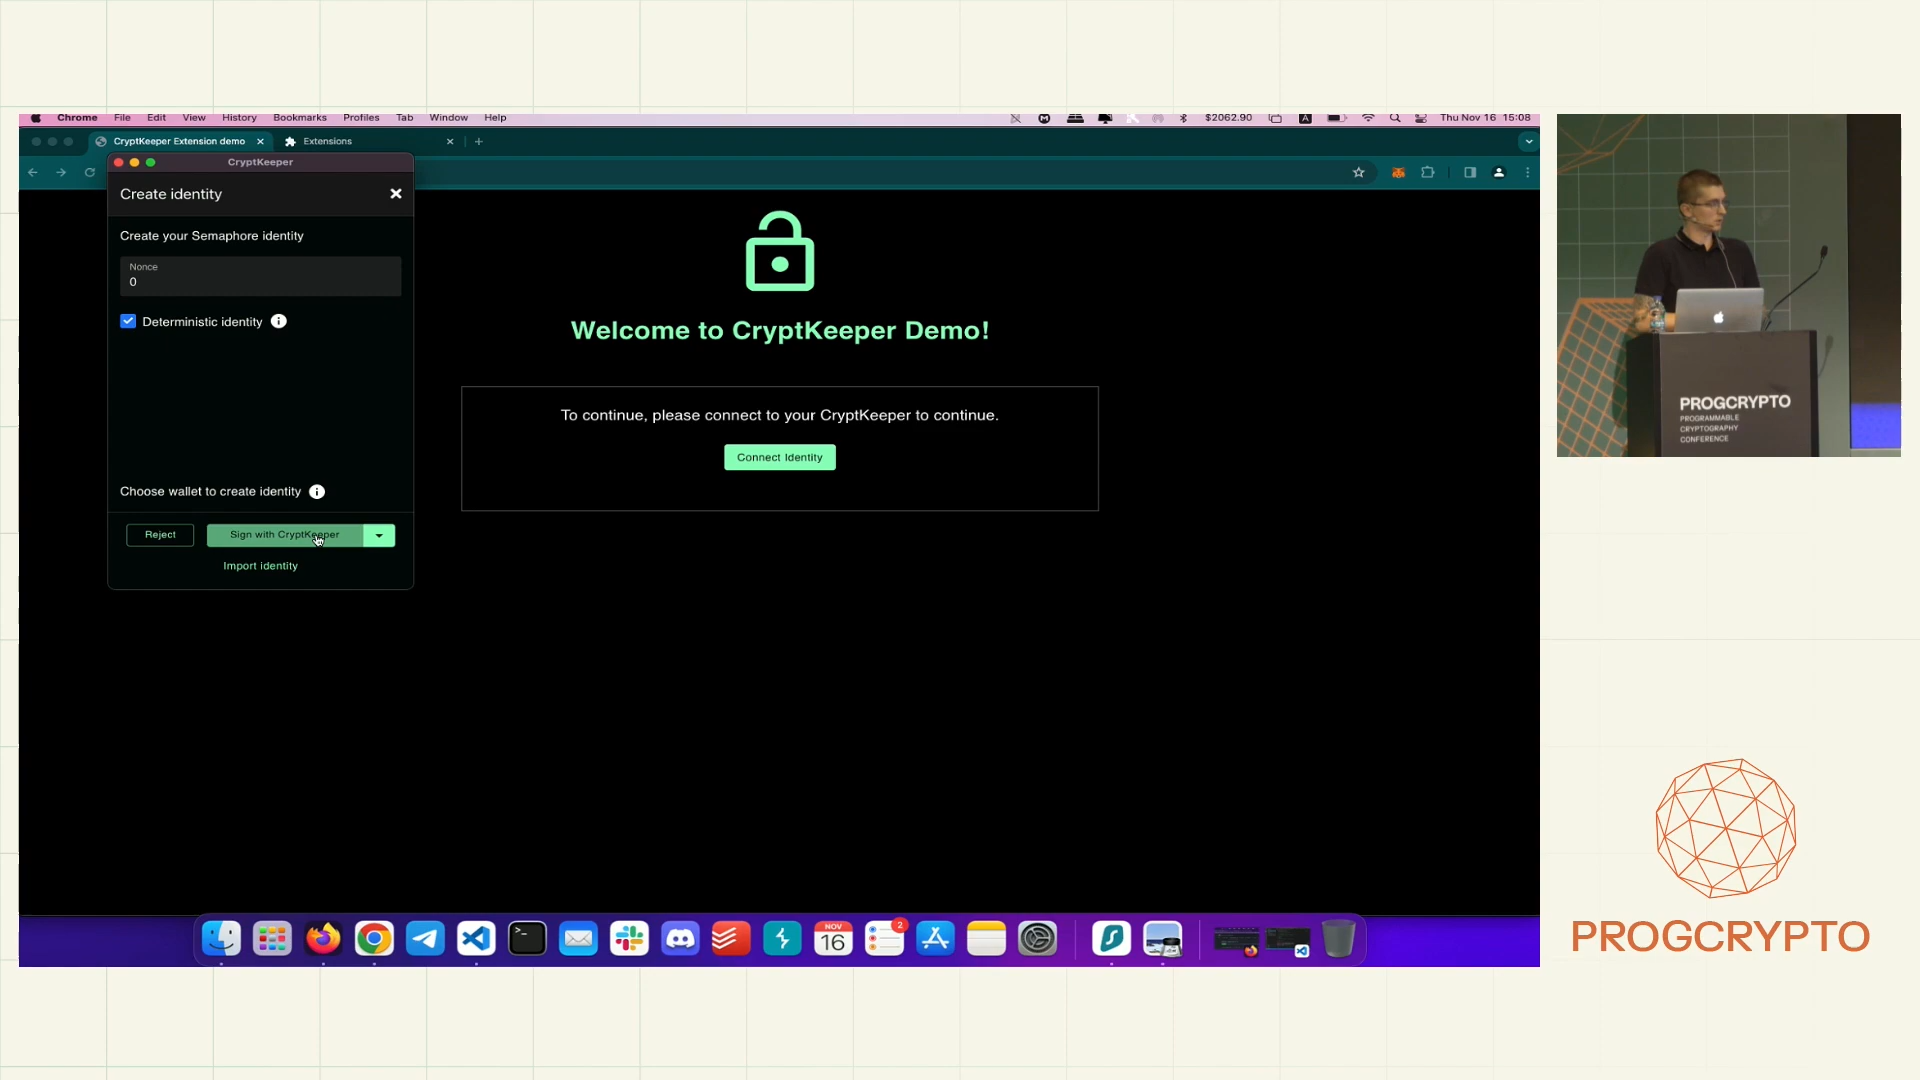 Chrome File Edit View History Bookmarks Profiles Tab Window Help
$2062.90 A Thu Nov 16 15:08
CryptKeeper Extension demo
Extensions
CryptKeeper
Create identity
Create your Semaphore identity
Nonce
0
Deterministic identity
Choose wallet to create identity
Reject
Sign with CryptKeeper
Import identity
Welcome to CryptKeeper Demo!
To continue, please connect to your CryptKeeper to continue.
Connect Identity
NOV
16
2
PROGCRYPTO
PROGRAMMABLE
CRYPTOGRAPHY
CONFERENCE
PROGCRYPTO